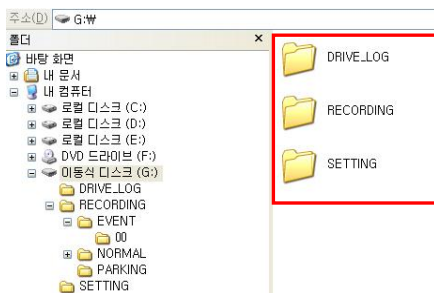 주소(D) G:₩
폴더 ×
바탕 화면
내 문서
내 컴퓨터
로컬 디스크 (C:)
로컬 디스크 (D:)
로컬 디스크 (E:)
DVD 드라이브 (F:)
이동식 디스크 (G:)
DRIVE_LOG
RECORDING
EVENT
00
NORMAL
PARKING
SETTING
DRIVE_LOG
RECORDING
SETTING